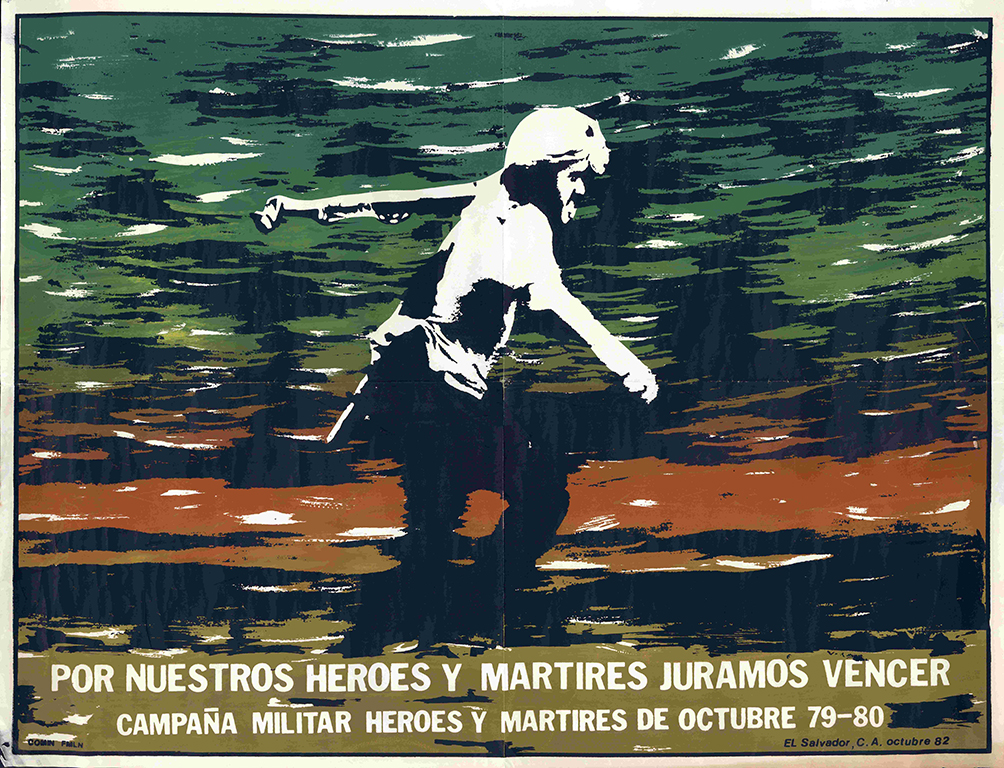 POR NUESTROS HEROES Y MARTIRES JURAMOS VENCER
CAMPAÑA MILITAR HEROES Y MARTIRES DE OCTUBRE 79-80
COMIN FMLN
EL Salvador, C.A. octubre 82